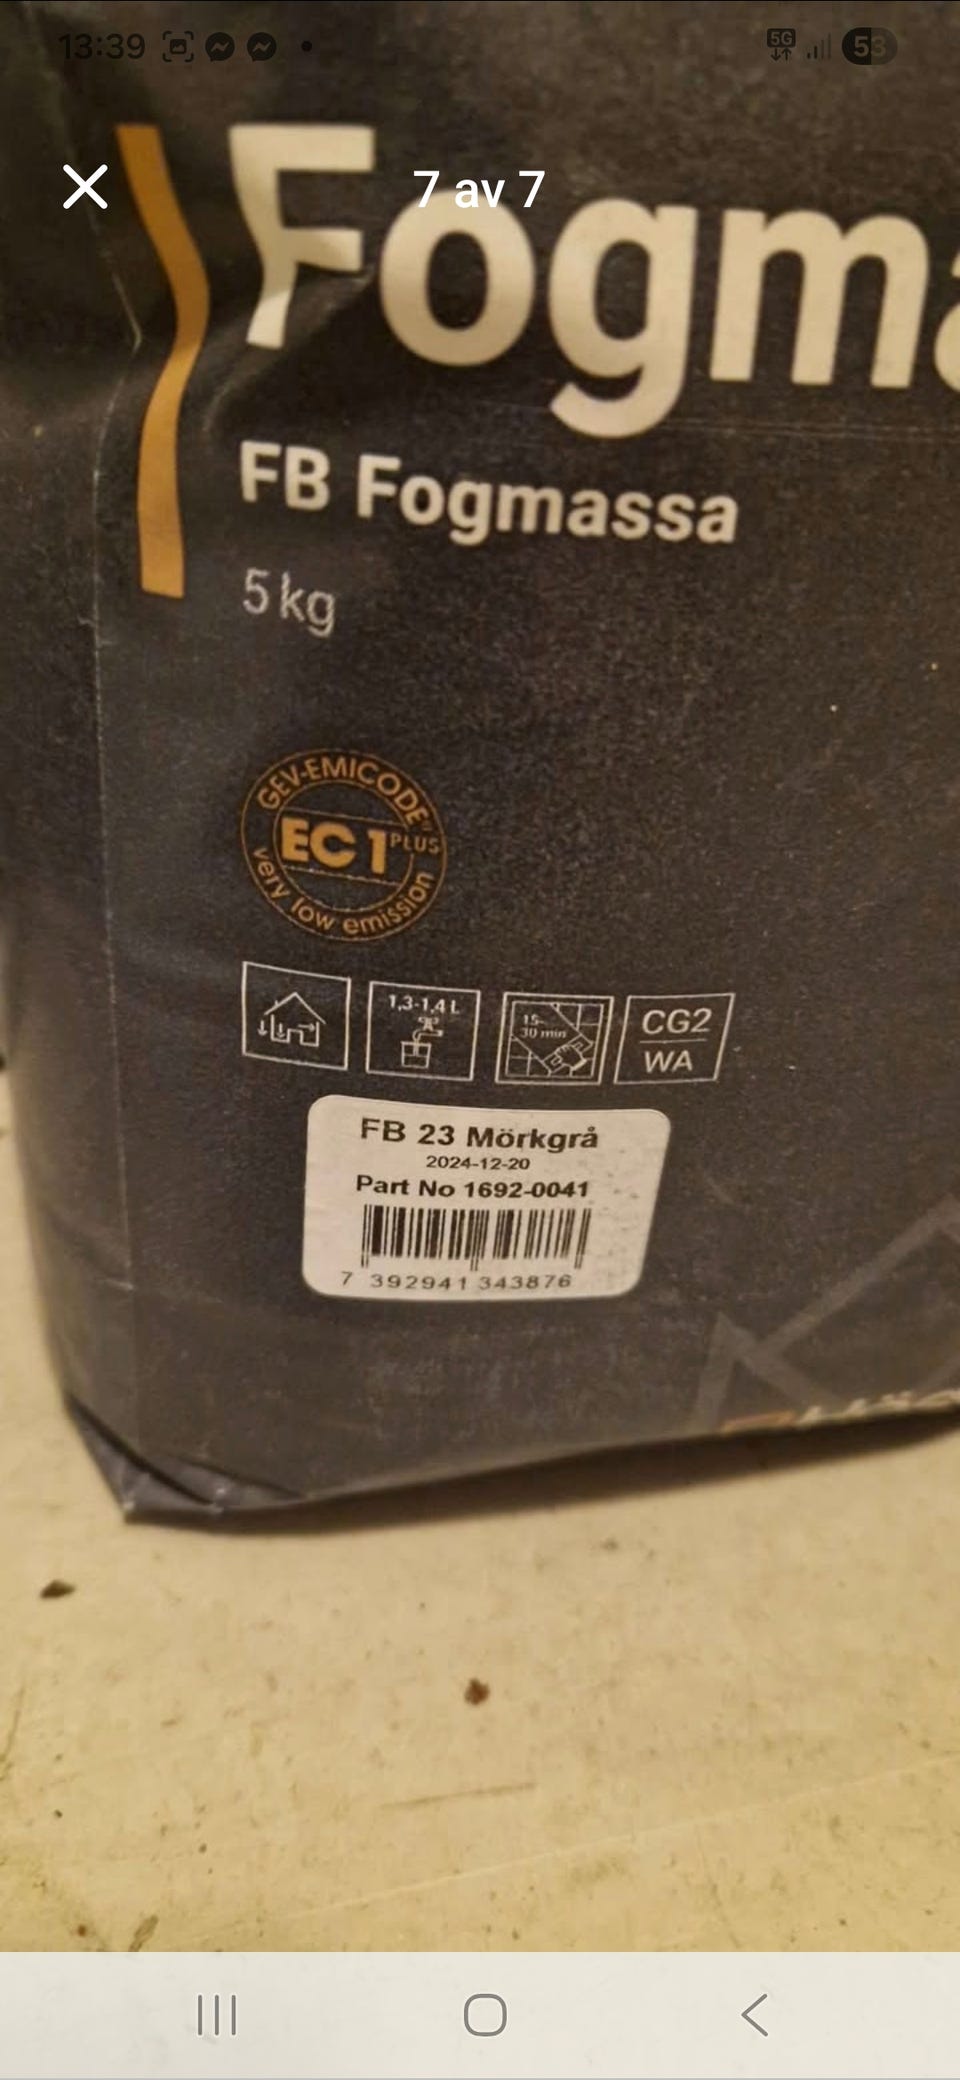 13:39
5G
53
7 av 7
Fogma
FB Fogmassa
5 kg
GEV-EMICODE
EC 1 PLUS
very low emission
1,3-1,4 L
15-
30 min
CG2
WA
FB 23 Mörkgrå
2024-12-20
Part No 1692-0041
7 392941 343876